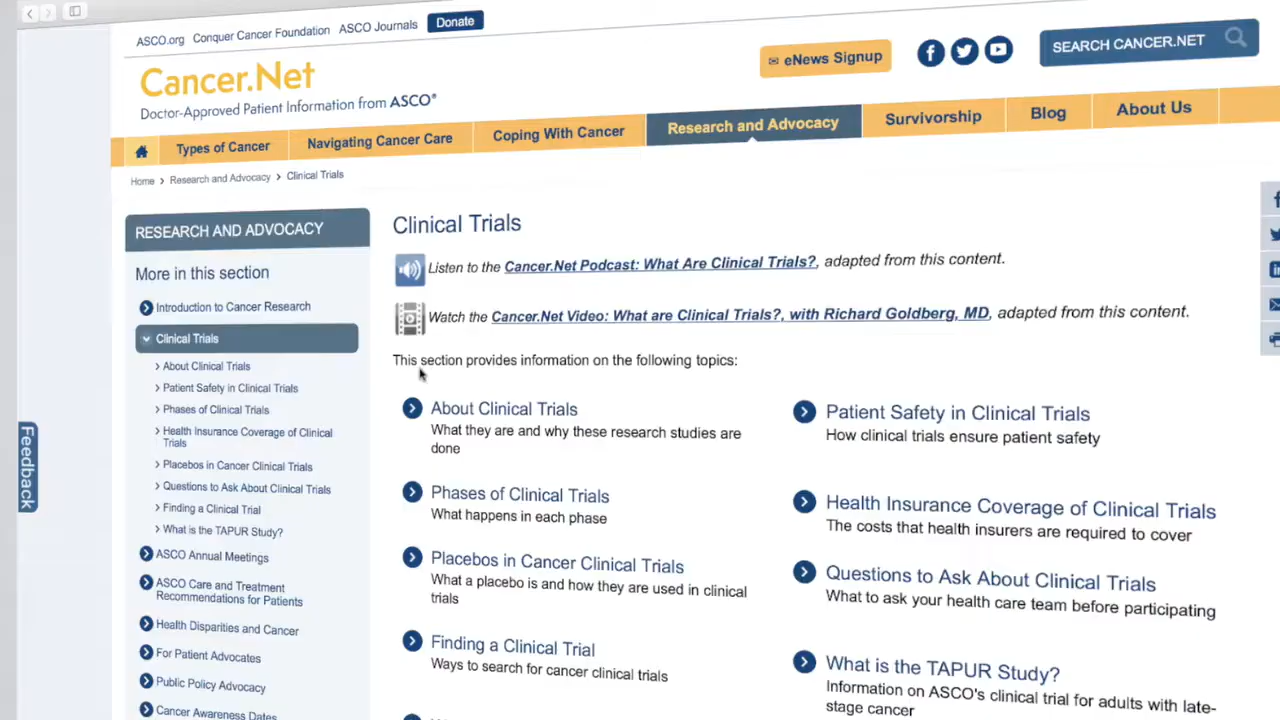 ASCO.org Conquer Cancer Foundation ASCO Journals Donate
Cancer.Net
Doctor-Approved Patient Information from ASCO®
eNews Signup
SEARCH CANCER.NET
Types of Cancer Navigating Cancer Care Coping With Cancer Research and Advocacy Survivorship Blog About Us
Home > Research and Advocacy > Clinical Trials
RESEARCH AND ADVOCACY
More in this section
Introduction to Cancer Research
Clinical Trials
> About Clinical Trials
> Patient Safety in Clinical Trials
> Phases of Clinical Trials
> Health Insurance Coverage of Clinical
Trials
> Placebos in Cancer Clinical Trials
> Questions to Ask About Clinical Trials
> Finding a Clinical Trial
> What is the TAPUR Study?
ASCO Annual Meetings
ASCO Care and Treatment
Recommendations for Patients
Health Disparities and Cancer
For Patient Advocates
Public Policy Advocacy
Cancer Awareness Dates
Feedback
Clinical Trials
Listen to the Cancer.Net Podcast: What Are Clinical Trials?, adapted from this content.
Watch the Cancer.Net Video: What are Clinical Trials?, with Richard Goldberg, MD, adapted from this content.
This section provides information on the following topics:
About Clinical Trials
What they are and why these research studies are
done
Phases of Clinical Trials
What happens in each phase
Placebos in Cancer Clinical Trials
What a placebo is and how they are used in clinical
trials
Finding a Clinical Trial
Ways to search for cancer clinical trials
Patient Safety in Clinical Trials
How clinical trials ensure patient safety
Health Insurance Coverage of Clinical Trials
The costs that health insurers are required to cover
Questions to Ask About Clinical Trials
What to ask your health care team before participating
What is the TAPUR Study?
Information on ASCO's clinical trial for adults with late-
stage cancer